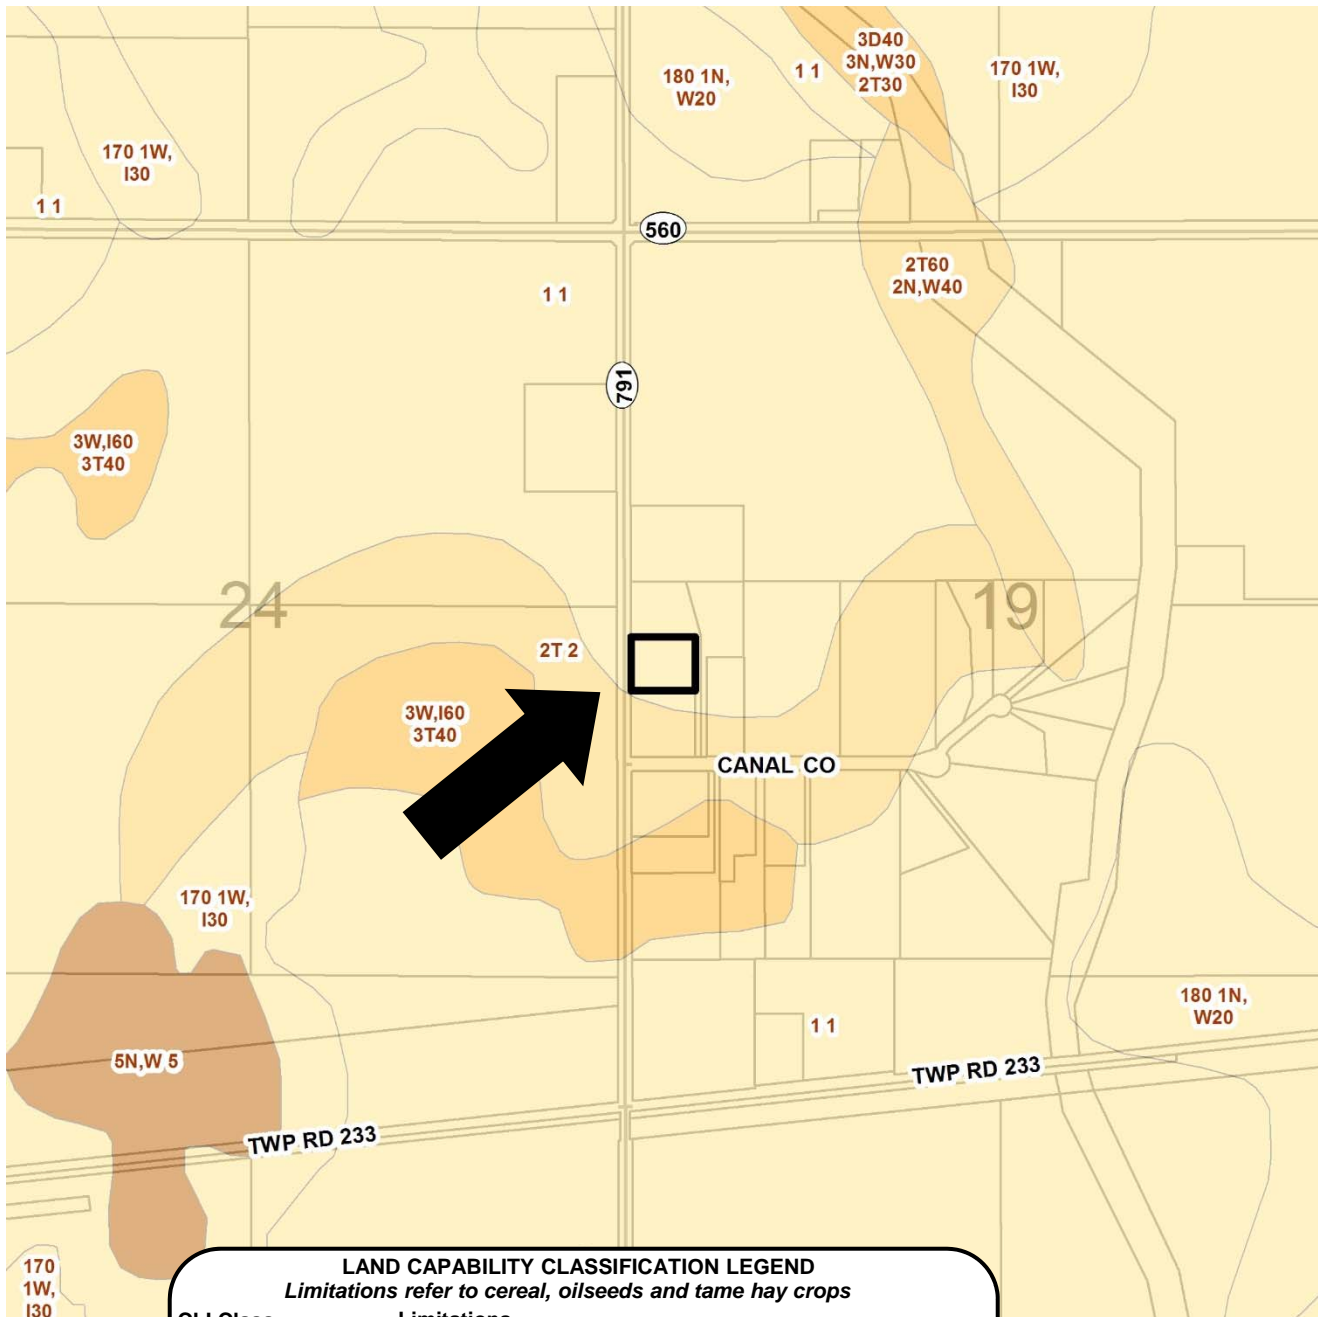 3D40
3N,W30
2T30
180 1N,
W20
1 1
170 1W,
I30
170 1W,
I30
1 1
560
2T60
2N,W40
1 1
791
3W,I60
3T40
24
19
2T 2
3W,I60
3T40
CANAL CO
170 1W,
I30
180 1N,
W20
1 1
5N,W 5
TWP RD 233
TWP RD 233
170
1W,
I30
LAND CAPABILITY CLASSIFICATION LEGEND
Limitations refer to cereal, oilseeds and tame hay crops
CLI Class
Limitations